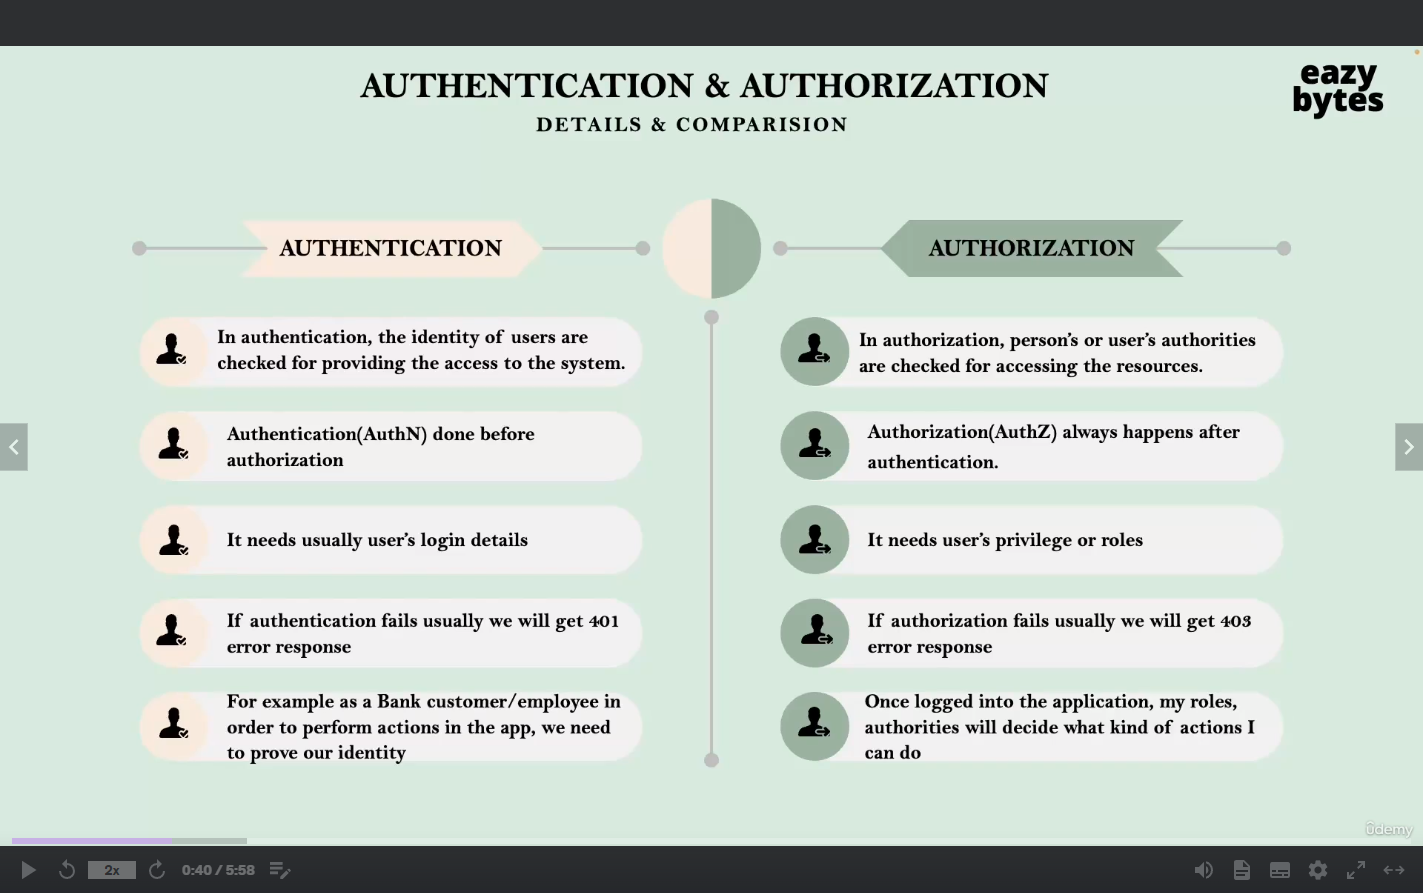 AUTHENTICATION & AUTHORIZATION
DETAILS & COMPARISION
eazy
bytes
AUTHENTICATION
In authentication, the identity of users are
checked for providing the access to the system.
Authentication(AuthN) done before
authorization
It needs usually user's login details
If authentication fails usually we will get 401
error response
For example as a Bank customer/employee in
order to perform actions in the app, we need
to prove our identity
AUTHORIZATION
In authorization, person's or user's authorities
are checked for accessing the resources.
Authorization(AuthZ) always happens after
authentication.
It needs user's privilege or roles
If authorization fails usually we will get 403
error response
Once logged into the application, my roles,
authorities will decide what kind of actions I
can do
ûdemy
2x
0:40 / 5:58